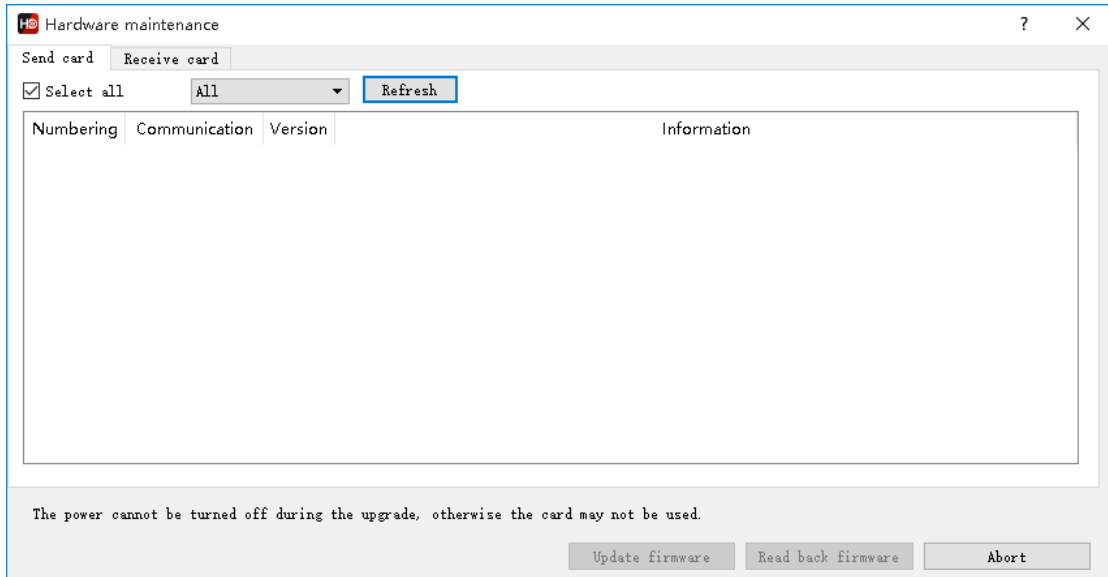 HD Hardware maintenance ?
Send card Receive card
Select all All Refresh
Numbering Communication Version Information
The power cannot be turned off during the upgrade, otherwise the card may not be used.
Update firmware Read back firmware Abort